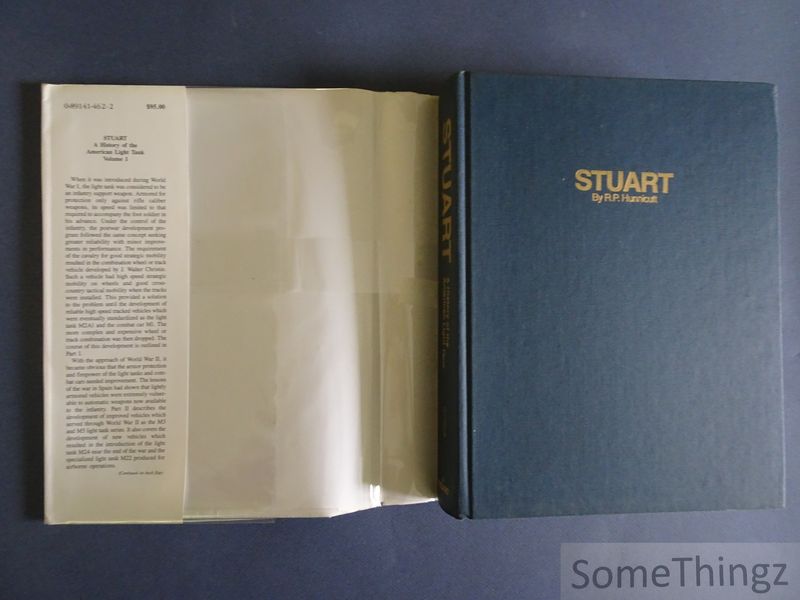 0-89141-462-2 $95.00
STUART
A History of the
American Light Tank
Volume 1
When it was introduced during World
War I, the light tank was considered to be
an infantry support weapon. Armored for
protection only against rifle caliber
weapons, its speed was limited to that
required to accompany the foot soldier in
his advance. Under the control of the
infantry, the postwar development pro-
gram followed the same concept seeking
greater reliability with minor improve-
ments in performance. The requirement
of the cavalry for good strategic mobility
resulted in the combination wheel or track
vehicle developed by J. Walter Christie.
Such a vehicle had high speed strategic
mobility on wheels and good cross-
country tactical mobility when the tracks
were installed. This provided a solution
to the problem until the development of
reliable high speed tracked vehicles which
were eventually standardized as the light
tank M2A1 and the combat car M1. The
more complex and expensive wheel or
track combination was then dropped. The
course of this development is outlined in
Part I.
With the approach of World War II, it
became obvious that the armor protection
and firepower of the light tanks and com-
bat cars needed improvement. The lessons
of the war in Spain had shown that lightly
armored vehicles were extremely vulner-
able to automatic weapons now available
to the infantry. Part II describes the
development of improved vehicles which
served through World War II as the M3
and M5 light tank series. It also covers the
development of new vehicles which
resulted in the introduction of the light
tank M24 near the end of the war and the
specialized light tank M22 produced for
airborne operations.
(Continued on back flap)
STUART
STUART
By R.P. Hunnicutt
SomeThingz